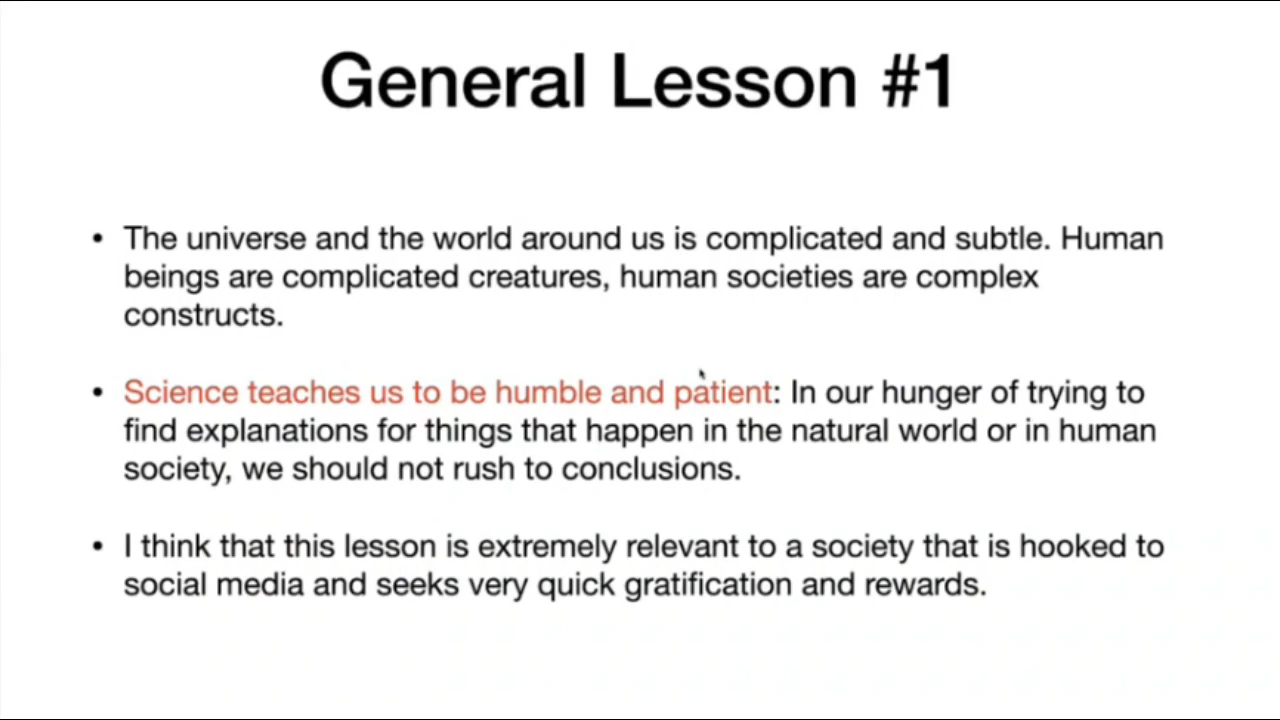 General Lesson #1
• The universe and the world around us is complicated and subtle. Human
beings are complicated creatures, human societies are complex
constructs.
• Science teaches us to be humble and patient: In our hunger of trying to
find explanations for things that happen in the natural world or in human
society, we should not rush to conclusions.
• I think that this lesson is extremely relevant to a society that is hooked to
social media and seeks very quick gratification and rewards.